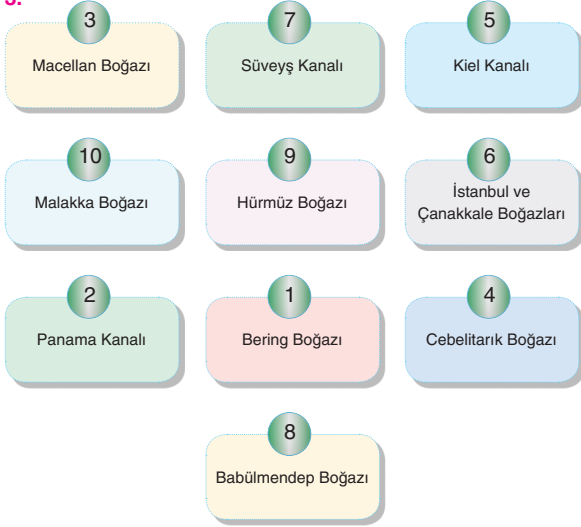 3.
3
Macellan Boğazı
7
Süveyş Kanalı
5
Kiel Kanalı
10
Malakka Boğazı
9
Hürmüz Boğazı
6
İstanbul ve
Çanakkale Boğazları
2
Panama Kanalı
1
Bering Boğazı
4
Cebelitarık Boğazı
8
Babülmendep Boğazı